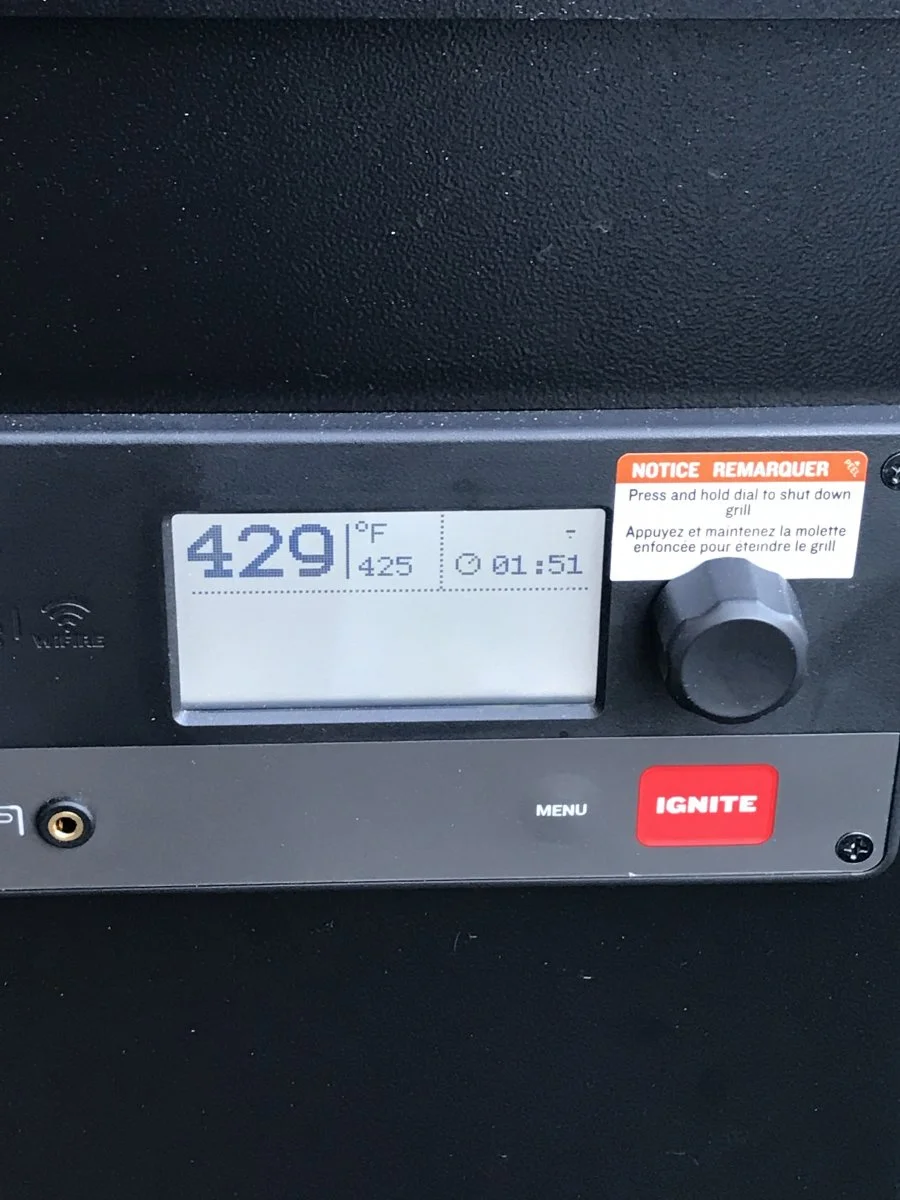 NOTICE REMARQUER
Press and hold dial to shut down
grill
Appuyez et maintenez la molette
enfoncée pour éteindre le grill
429 °F
425
01:51
WiFIRE
MENU
IGNITE